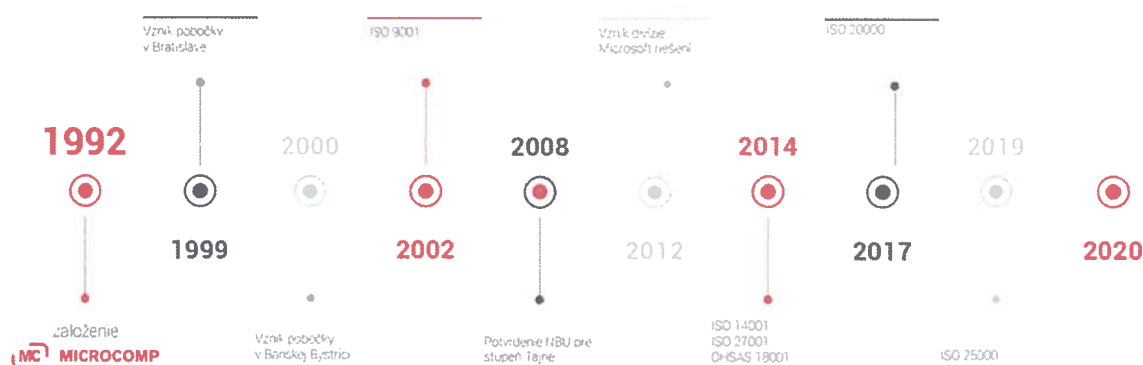 Vznik pobočky
v Bratislave
ISO 9001
Vznik divízie
Microsoft riešení
ISO 20000
1992
2000
2008
2014
2019
1999
2002
2012
2017
2020
založenie
MC MICROCOMP
Vznik pobočky
v Banskej Bystrici
Potvrdenie NBU pre
stupeň Tajne
ISO 14001
ISO 27001
OHSAS 18001
ISO 25000